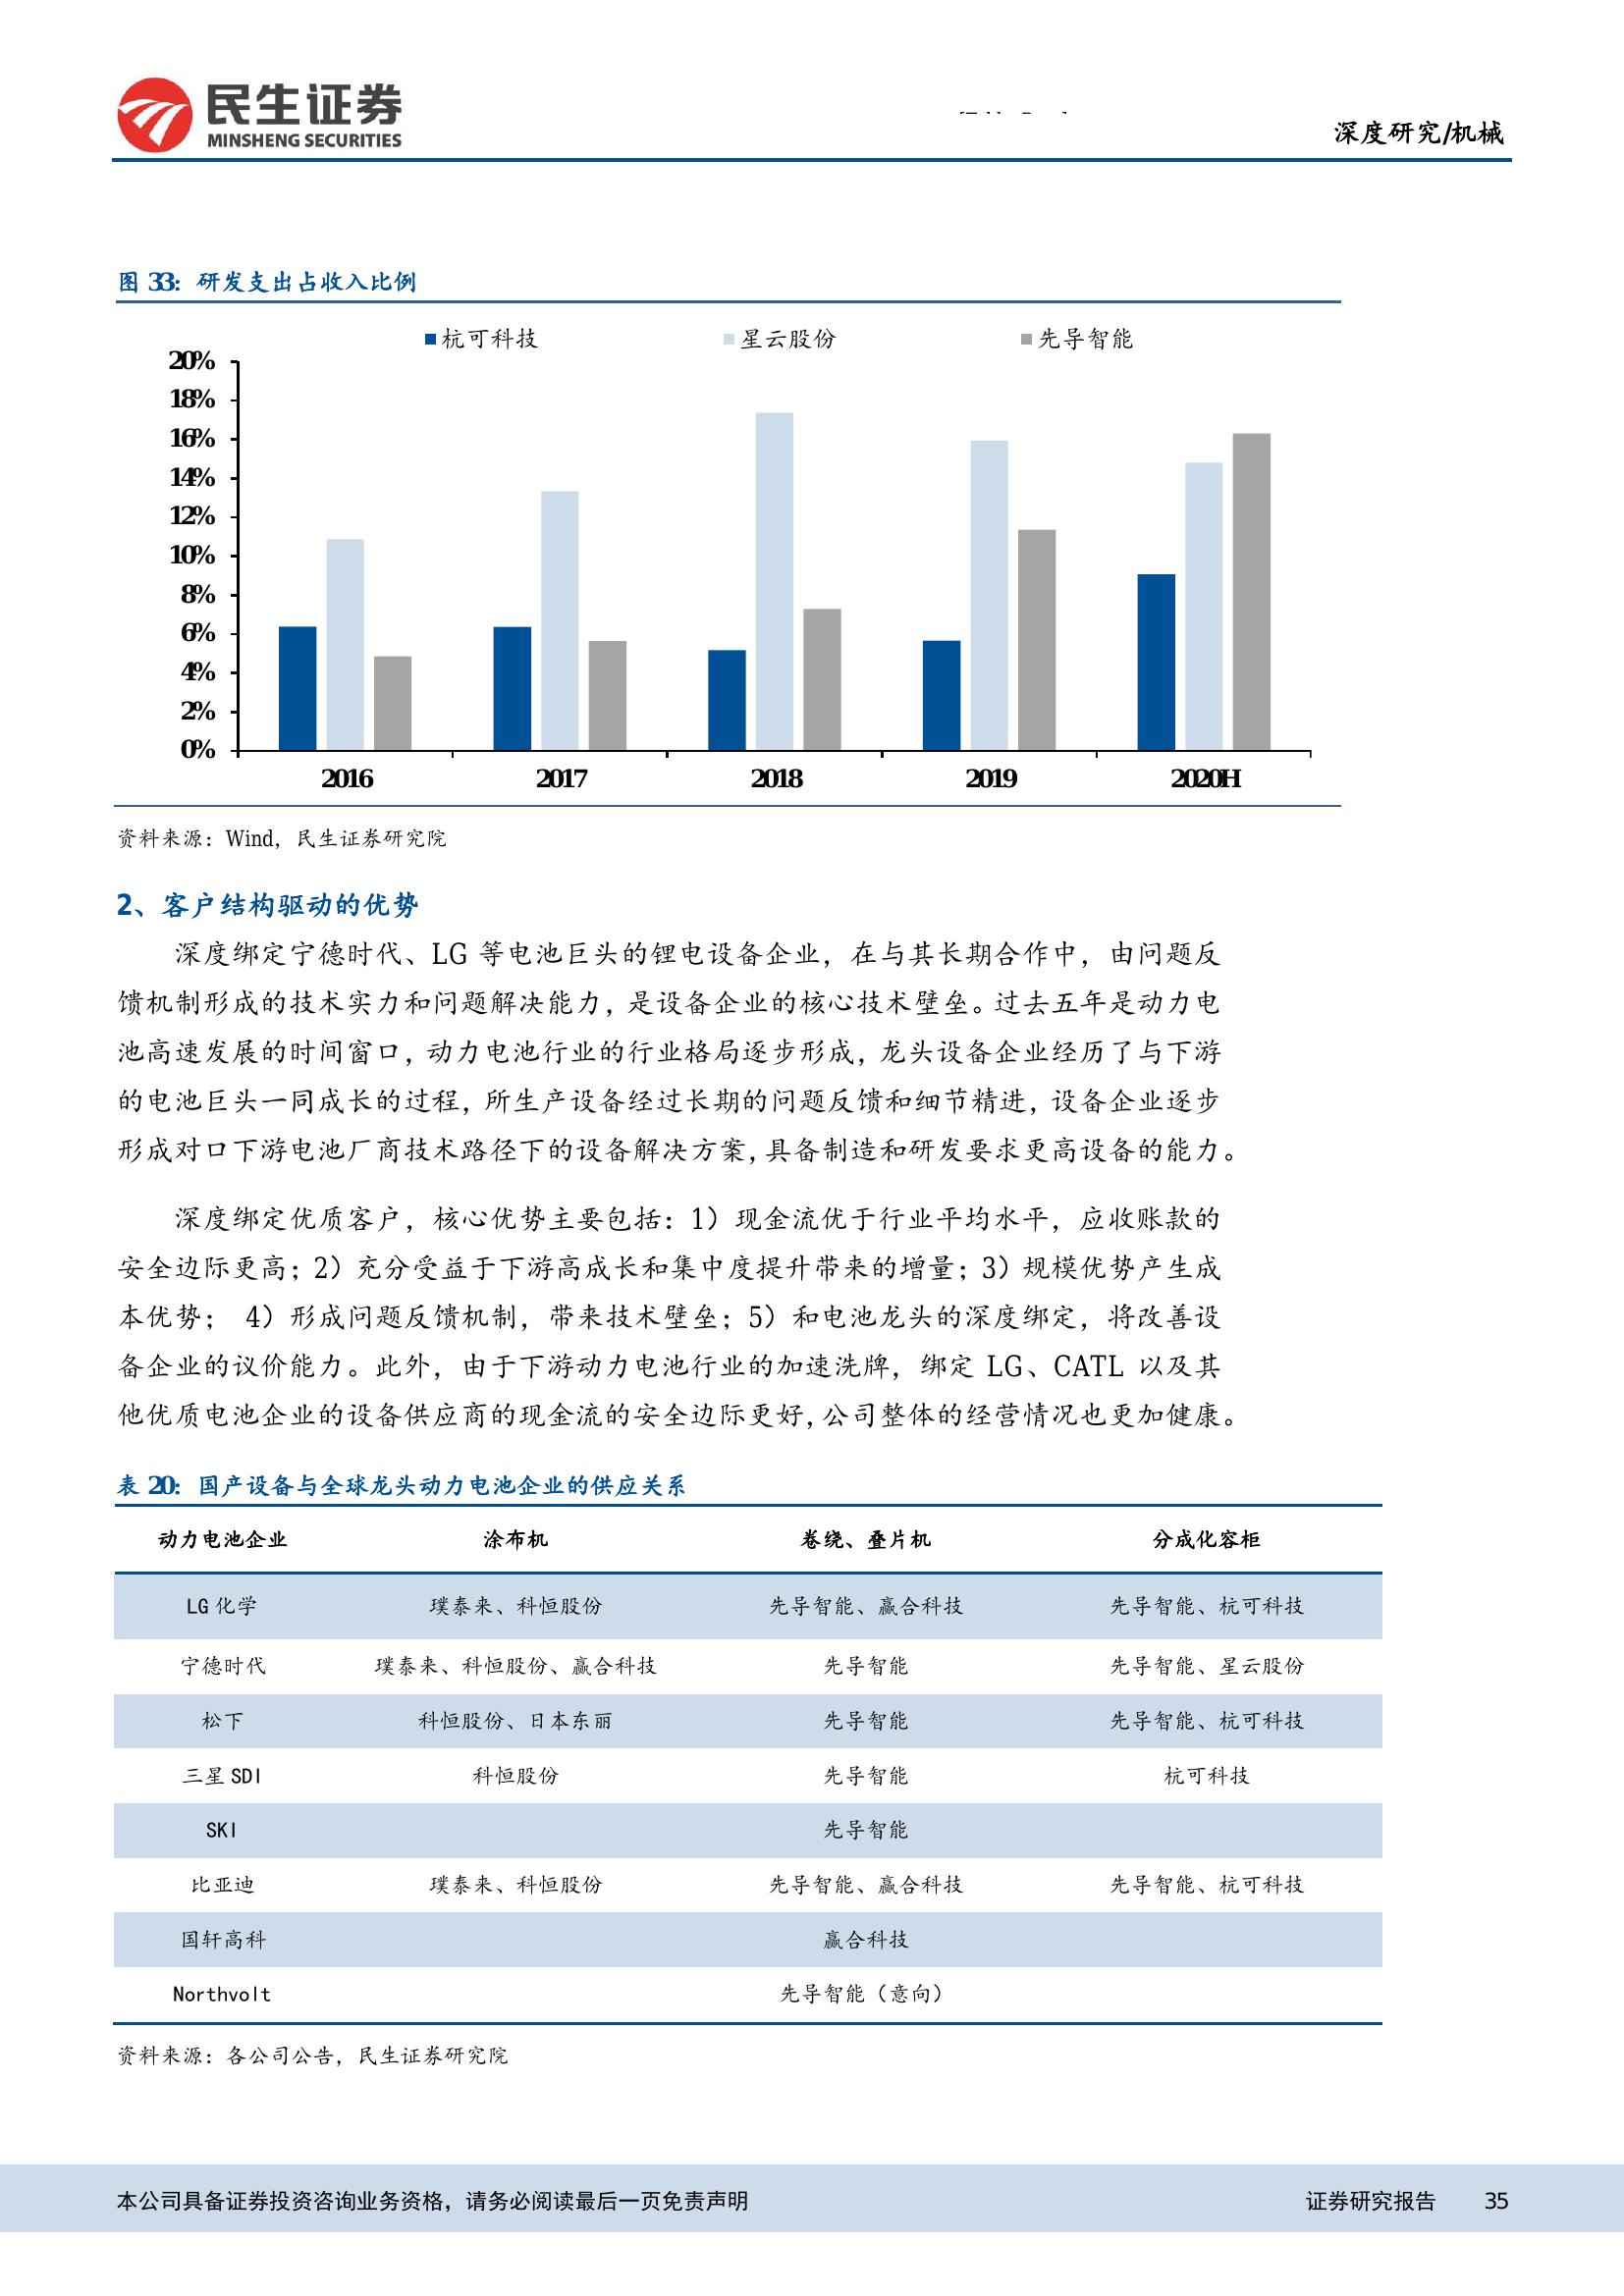 民生证券
MINSHENG SECURITIES
深度研究/机械
图 33：研发支出占收入比例
杭可科技 星云股份 先导智能
20%
18%
16%
14%
12%
10%
8%
6%
4%
2%
0%
2016 2017 2018 2019 2020H
资料来源：Wind，民生证券研究院
2、客户结构驱动的优势
深度绑定宁德时代、LG 等电池巨头的锂电设备企业，在与其长期合作中，由问题反
馈机制形成的技术实力和问题解决能力，是设备企业的核心技术壁垒。过去五年是动力电
池高速发展的时间窗口，动力电池行业的行业格局逐步形成，龙头设备企业经历了与下游
的电池巨头一同成长的过程，所生产设备经过长期的问题反馈和细节精进，设备企业逐步
形成对口下游电池厂商技术路径下的设备解决方案，具备制造和研发要求更高设备的能力。
深度绑定优质客户，核心优势主要包括：1）现金流优于行业平均水平，应收账款的
安全边际更高；2）充分受益于下游高成长和集中度提升带来的增量；3）规模优势产生成
本优势； 4）形成问题反馈机制，带来技术壁垒；5）和电池龙头的深度绑定，将改善设
备企业的议价能力。此外，由于下游动力电池行业的加速洗牌，绑定 LG、CATL 以及其
他优质电池企业的设备供应商的现金流的安全边际更好，公司整体的经营情况也更加健康。
表 20：国产设备与全球龙头动力电池企业的供应关系
动力电池企业 涂布机 卷绕、叠片机 分成化容柜
LG 化学 璞泰来、科恒股份 先导智能、赢合科技 先导智能、杭可科技
宁德时代 璞泰来、科恒股份、赢合科技 先导智能 先导智能、星云股份
松下 科恒股份、日本东丽 先导智能 先导智能、杭可科技
三星 SDI 科恒股份 先导智能 杭可科技
SKI 先导智能
比亚迪 璞泰来、科恒股份 先导智能、赢合科技 先导智能、杭可科技
国轩高科 赢合科技
Northvolt 先导智能（意向）
资料来源：各公司公告，民生证券研究院
本公司具备证券投资咨询业务资格，请务必阅读最后一页免责声明 证券研究报告 35